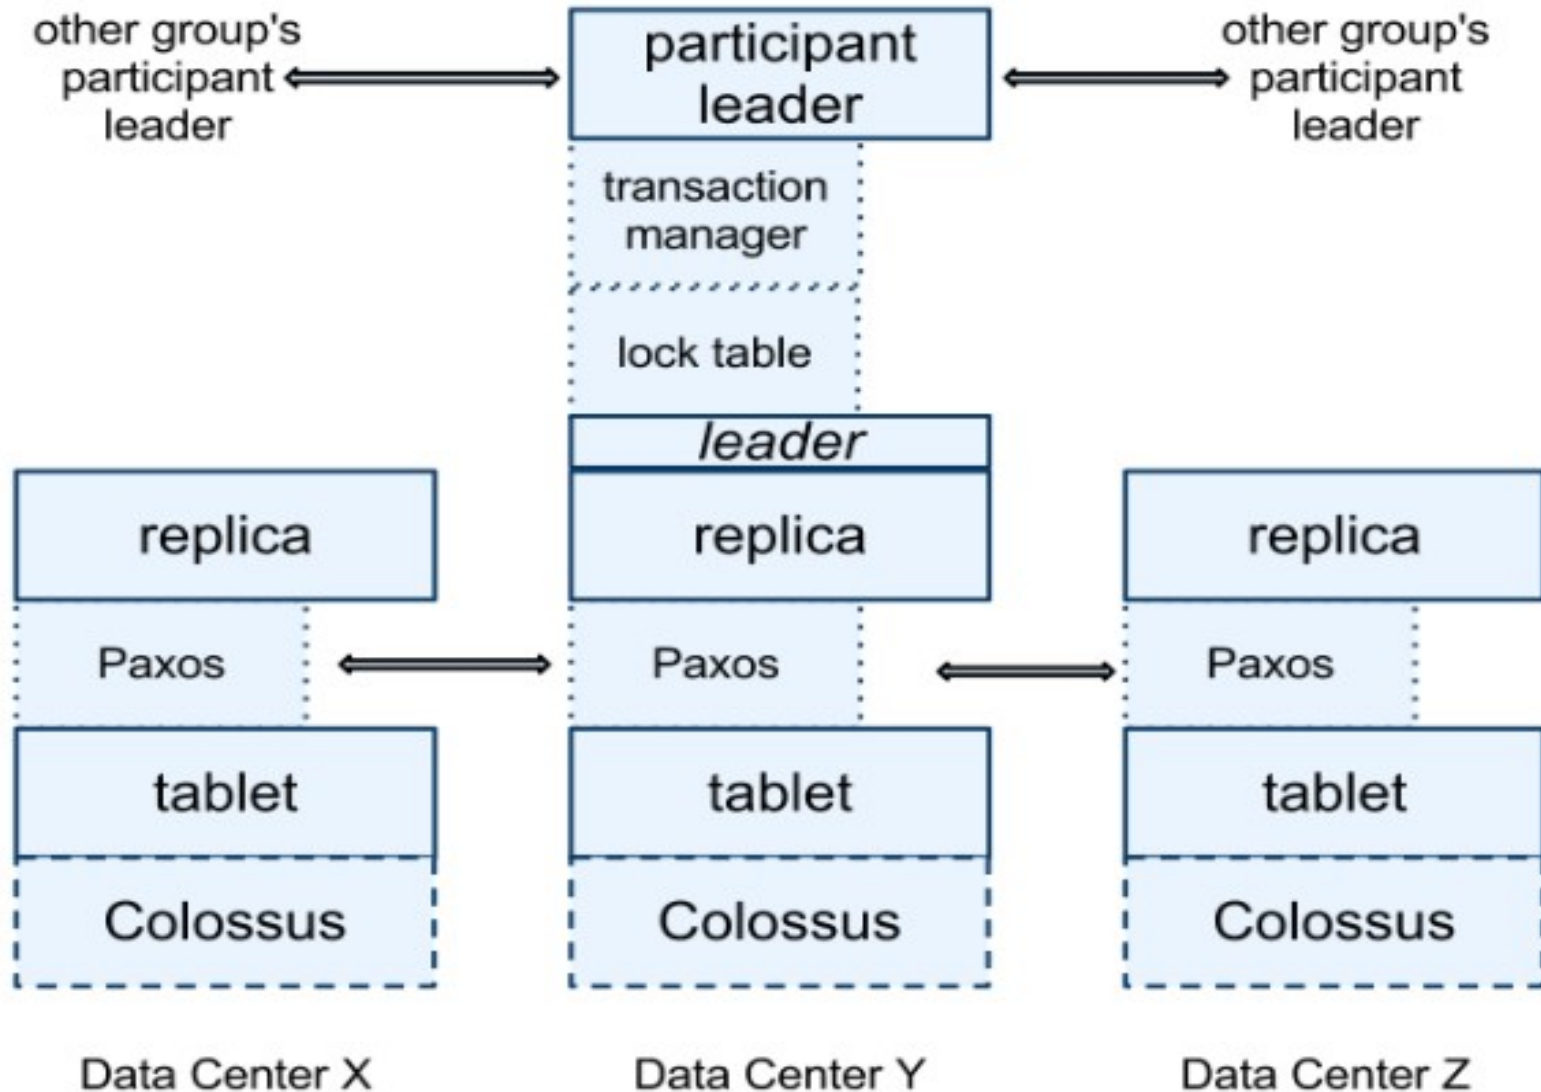 other group's
participant
leader
participant
leader
other group's
participant
leader
transaction
manager
lock table
leader
replica
replica
replica
Paxos
Paxos
Paxos
tablet
tablet
tablet
Colossus
Colossus
Colossus
Data Center X
Data Center Y
Data Center Z